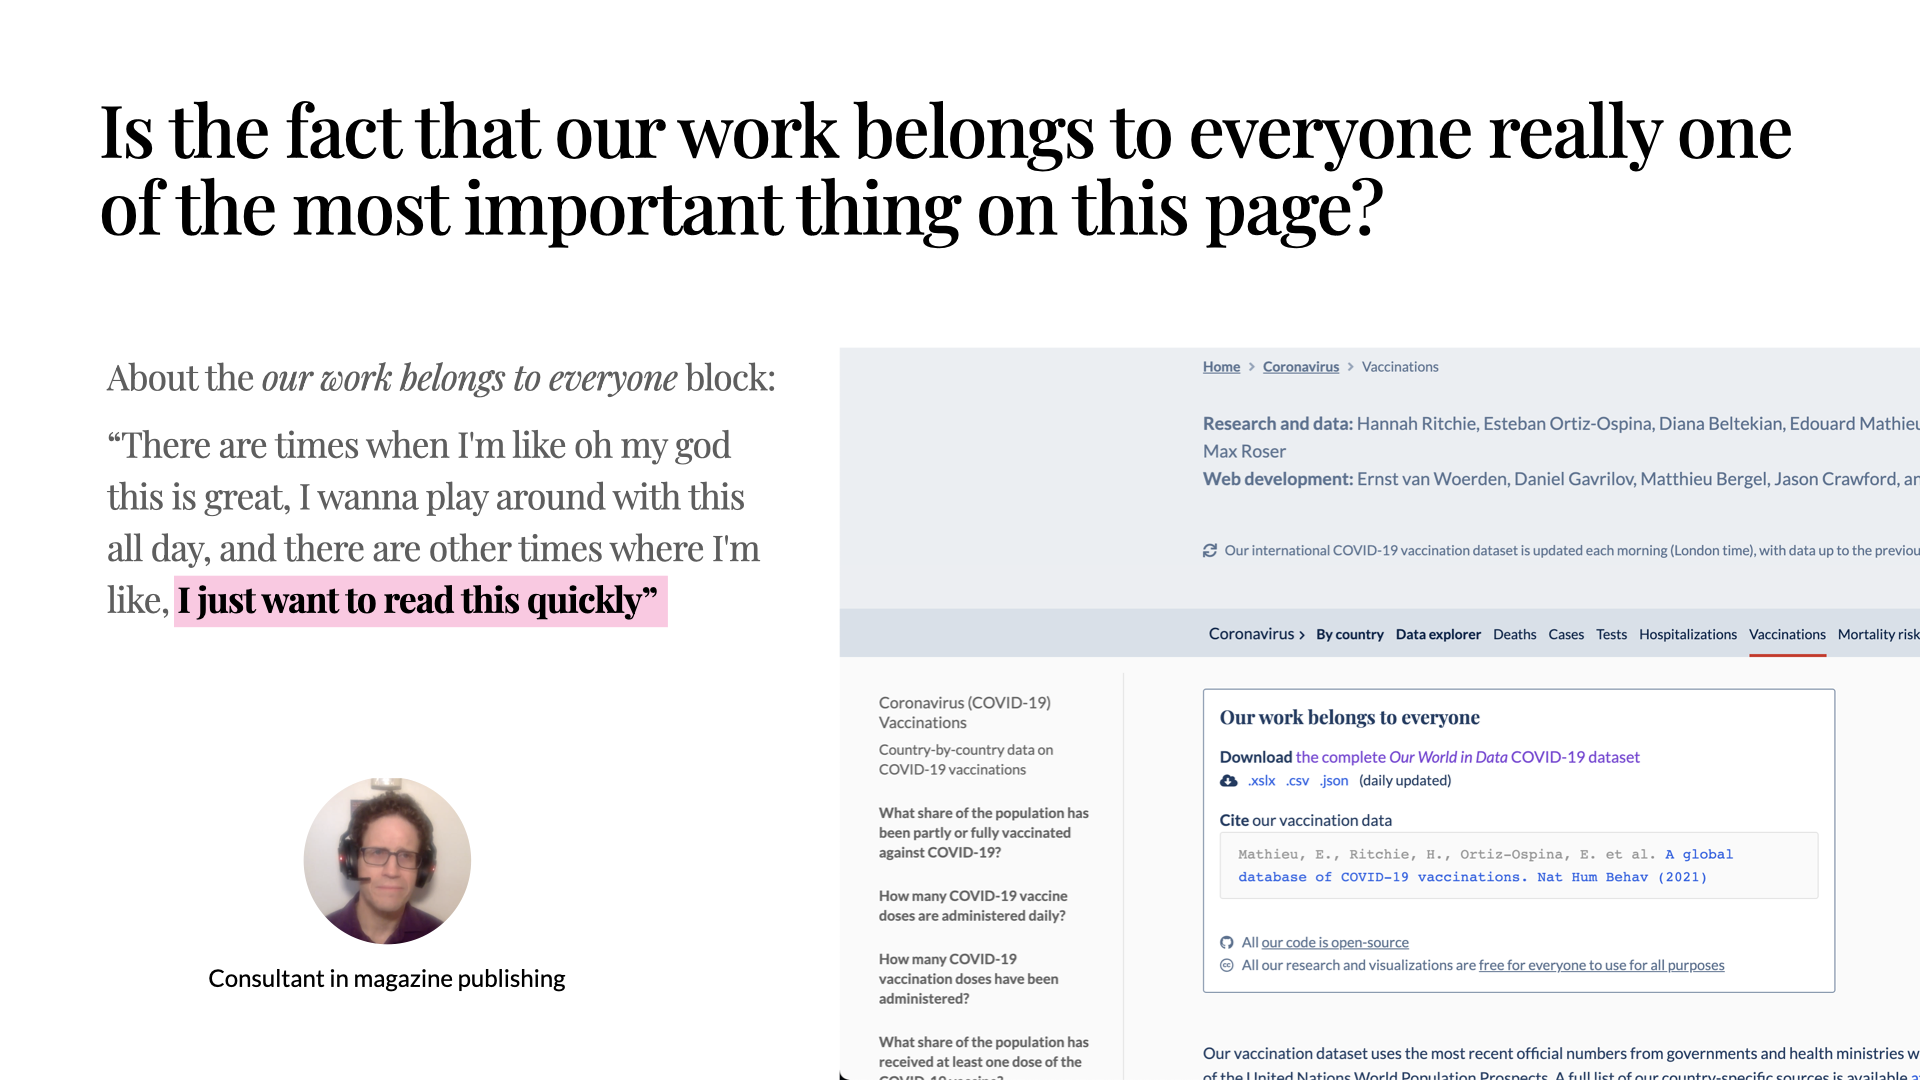 Is the fact that our work belongs to everyone really one
of the most important thing on this page?
About the our work belongs to everyone block:
“There are times when I'm like oh my god
this is great, I wanna play around with this
all day, and there are other times where I'm
like, I just want to read this quickly”
Consultant in magazine publishing
Home > Coronavirus > Vaccinations
Research and data: Hannah Ritchie, Esteban Ortiz-Ospina, Diana Beltekian, Edouard Mathieu
Max Roser
Web development: Ernst van Woerden, Daniel Gavrilov, Matthieu Bergel, Jason Crawford,
Our international COVID-19 vaccination dataset is updated each morning (London time), with data up to the
Coronavirus > By country Data explorer Deaths Cases Tests Hospitalizations Vaccinations Mortality risk
Coronavirus (COVID-19)
Vaccinations
Country-by-country data on
COVID-19 vaccinations
What share of the population has
been partly or fully vaccinated
against COVID-19?
How many COVID-19 vaccine
doses are administered daily?
How many COVID-19
vaccination doses have been
administered?
What share of the population has
received at least one dose of the
COVID-19 vaccine?
Our work belongs to everyone
Download the complete Our World in Data COVID-19 dataset
.xslx .csv .json (daily updated)
Cite our vaccination data
Mathieu, E., Ritchie, H., Ortiz-Ospina, E. et al. A global
database of COVID-19 vaccinations. Nat Hum Behav (2021)
All our code is open-source
All our research and visualizations are free for everyone to use for all purposes
Our vaccination dataset uses the most recent official numbers from governments and health ministries
of the United Nations World Population Prospects. A full list of our country-specific sources is available